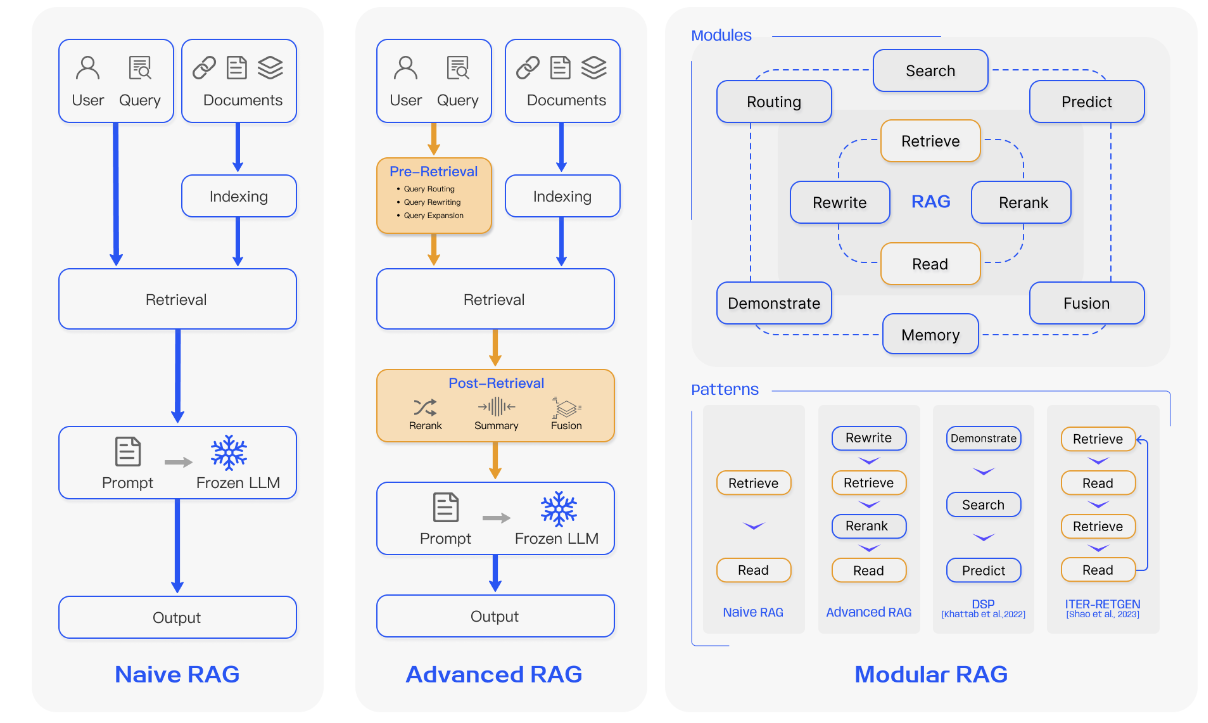 User Query
Documents
Indexing
Retrieval
Prompt
Frozen LLM
Output
Naive RAG
User Query
Documents
Pre-Retrieval
• Query Routing
• Query Rewriting
• Query Expansion
Indexing
Retrieval
Post-Retrieval
Rerank
Summary
Fusion
Prompt
Frozen LLM
Output
Advanced RAG
Modules
Search
Routing
Predict
Retrieve
Rewrite
RAG
Rerank
Read
Demonstrate
Fusion
Memory
Patterns
Retrieve
Read
Naive RAG
Rewrite
Retrieve
Rerank
Read
Advanced RAG
Demonstrate
Search
Predict
DSP
[Khattab et al.,2022]
Retrieve
Read
Retrieve
Read
ITER-RETGEN
[Shao et al., 2023]
Modular RAG